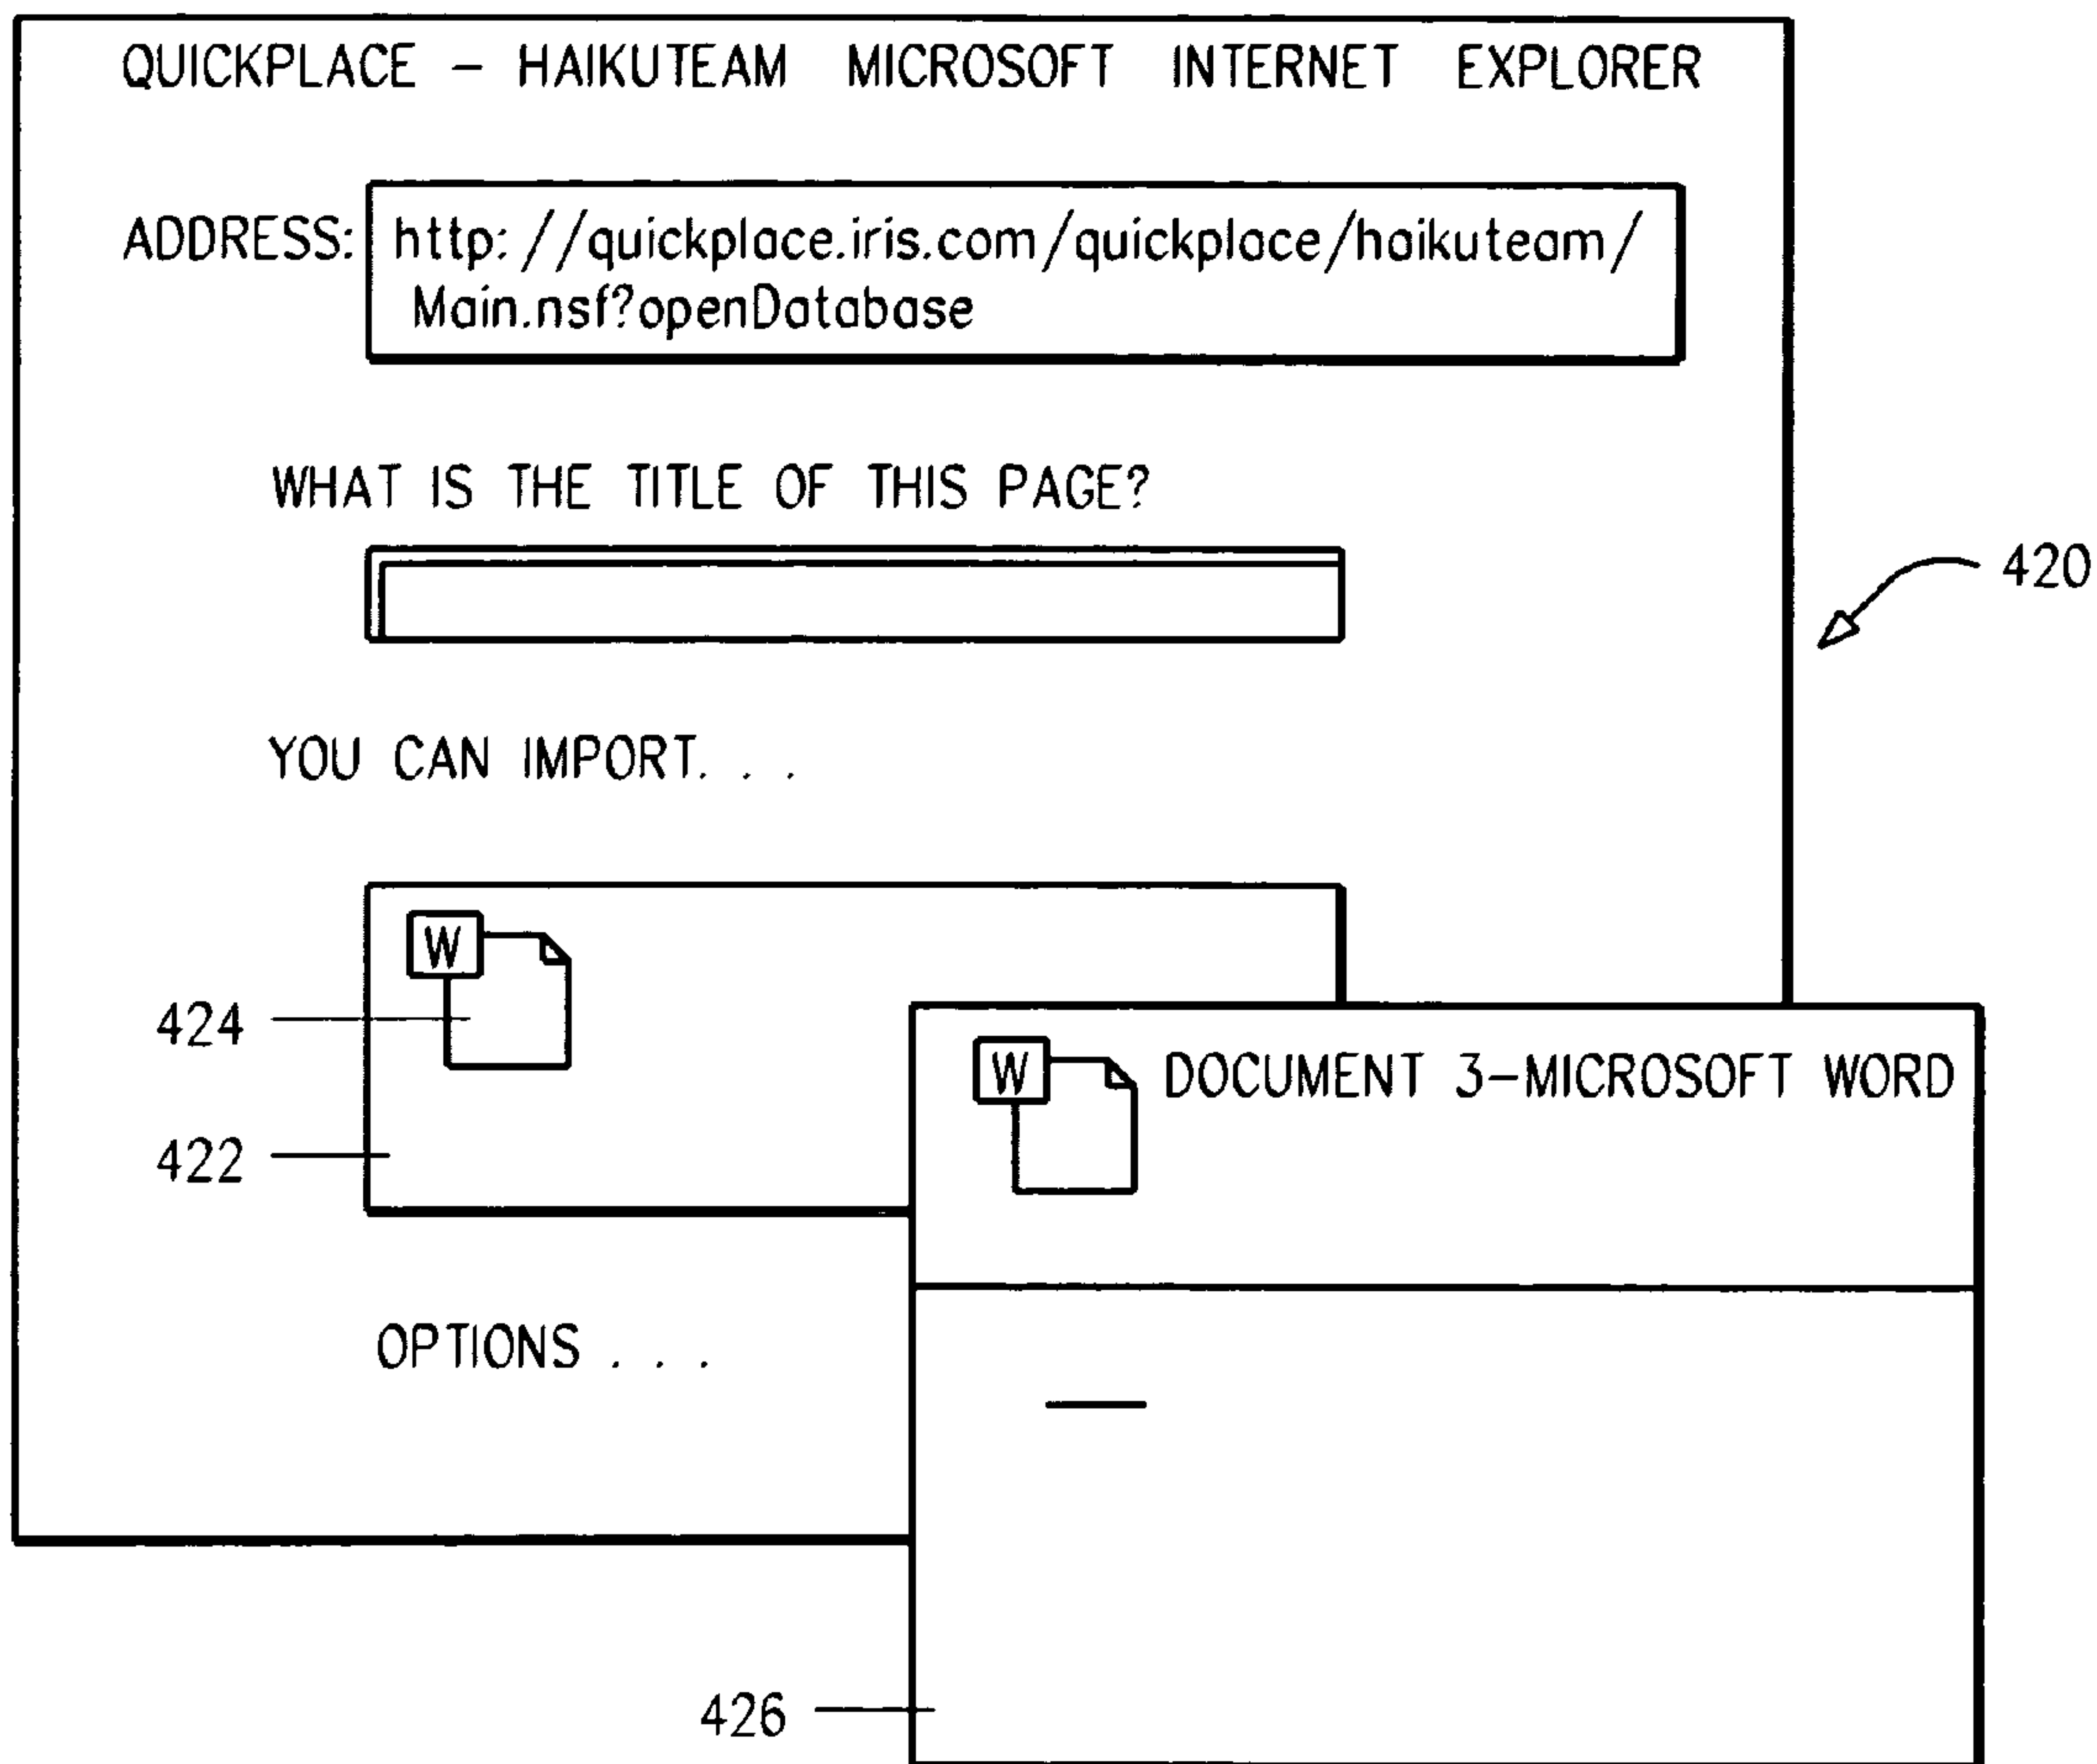 QUICKPLACE – HAIKUTEAM MICROSOFT INTERNET EXPLORER
ADDRESS: http://quickplace.iris.com/quickplace/haikuteam/
Main.nsf?openDatabase
WHAT IS THE TITLE OF THIS PAGE?
420
YOU CAN IMPORT. . .
W
424
W DOCUMENT 3–MICROSOFT WORD
422
OPTIONS . . .
426